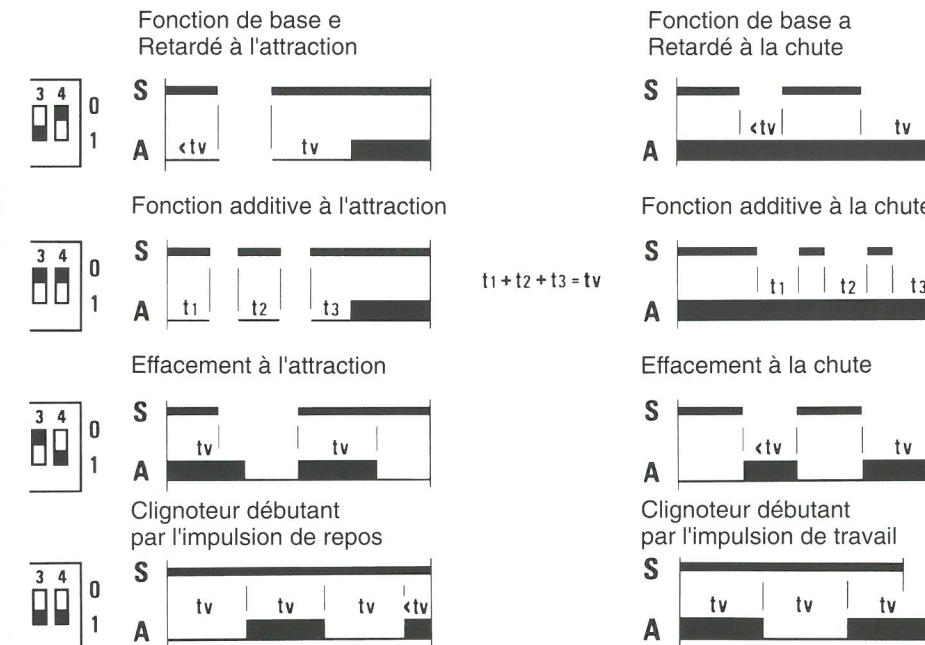 Fonction de base e
Retardé à l'attraction
Fonction de base a
Retardé à la chute
3 4
0
1
S
<tv
tv
A
S
<tv
tv
A
Fonction additive à l'attraction
Fonction additive à la chute
3 4
0
1
S
t1
t2
t3
A
t1 + t2 + t3 = tv
S
t1
t2
t3
A
Effacement à l'attraction
Effacement à la chute
3 4
0
1
S
tv
tv
A
S
<tv
tv
A
Clignoteur débutant
par l'impulsion de repos
Clignoteur débutant
par l'impulsion de travail
3 4
0
1
S
tv
tv
tv
<tv
A
S
tv
tv
tv
A